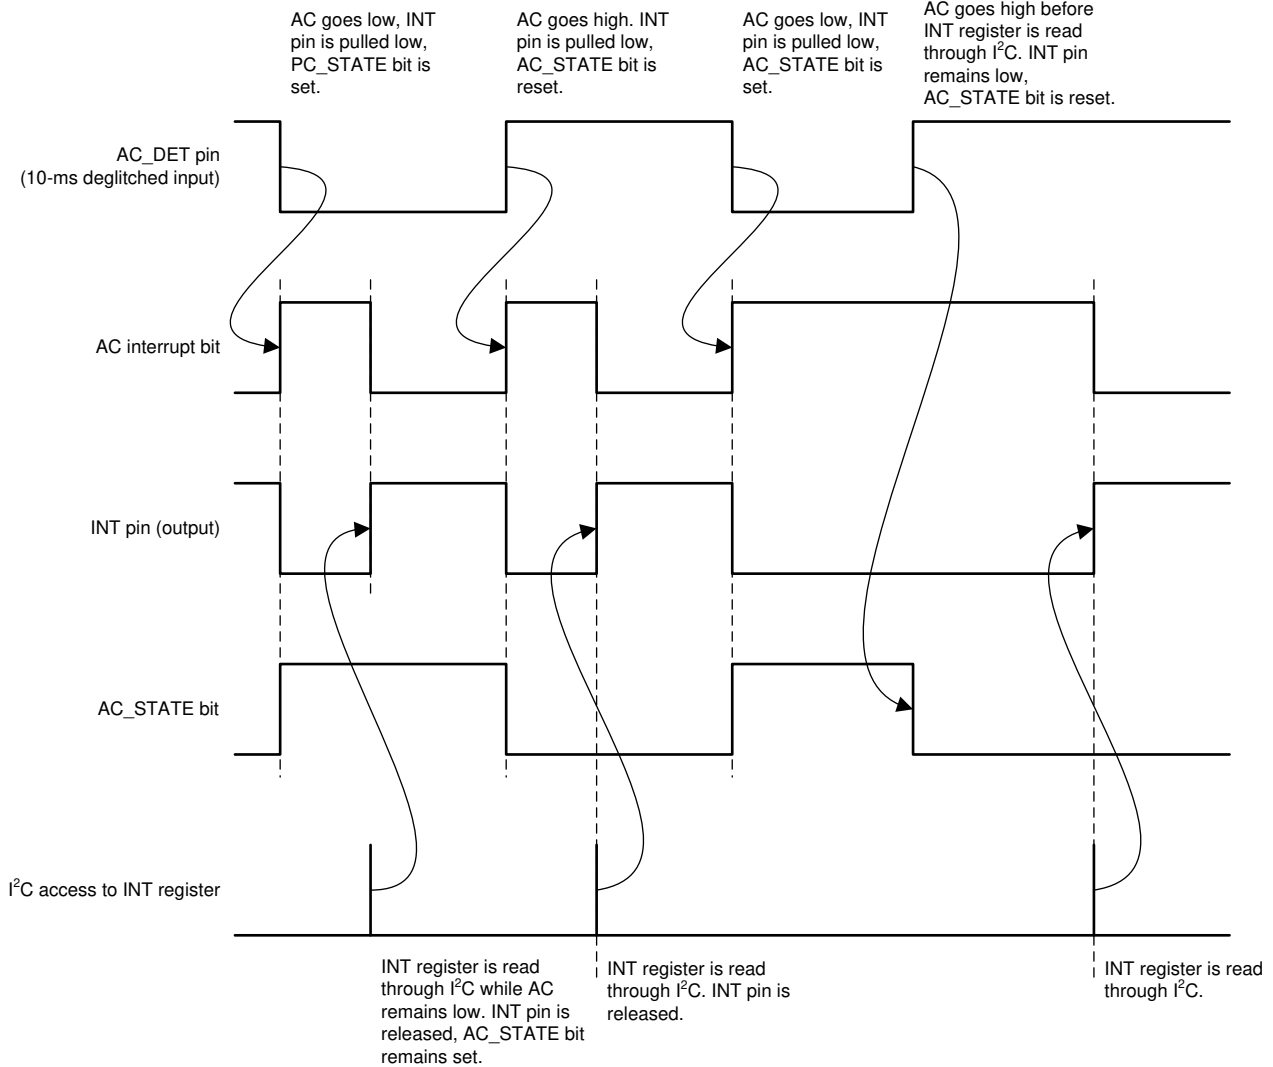 AC goes low, INT
pin is pulled low,
PC_STATE bit is
set.
AC goes high. INT
pin is pulled low,
AC_STATE bit is
reset.
AC goes low, INT
pin is pulled low,
AC_STATE bit is
set.
AC goes high before
INT register is read
through I²C. INT pin
remains low,
AC_STATE bit is reset.
AC_DET pin
(10-ms deglitched input)
AC interrupt bit
INT pin (output)
AC_STATE bit
I²C access to INT register
INT register is read
through I²C while AC
remains low. INT pin is
released, AC_STATE bit
remains set.
INT register is read
through I²C. INT pin is
released.
INT register is read
through I²C.